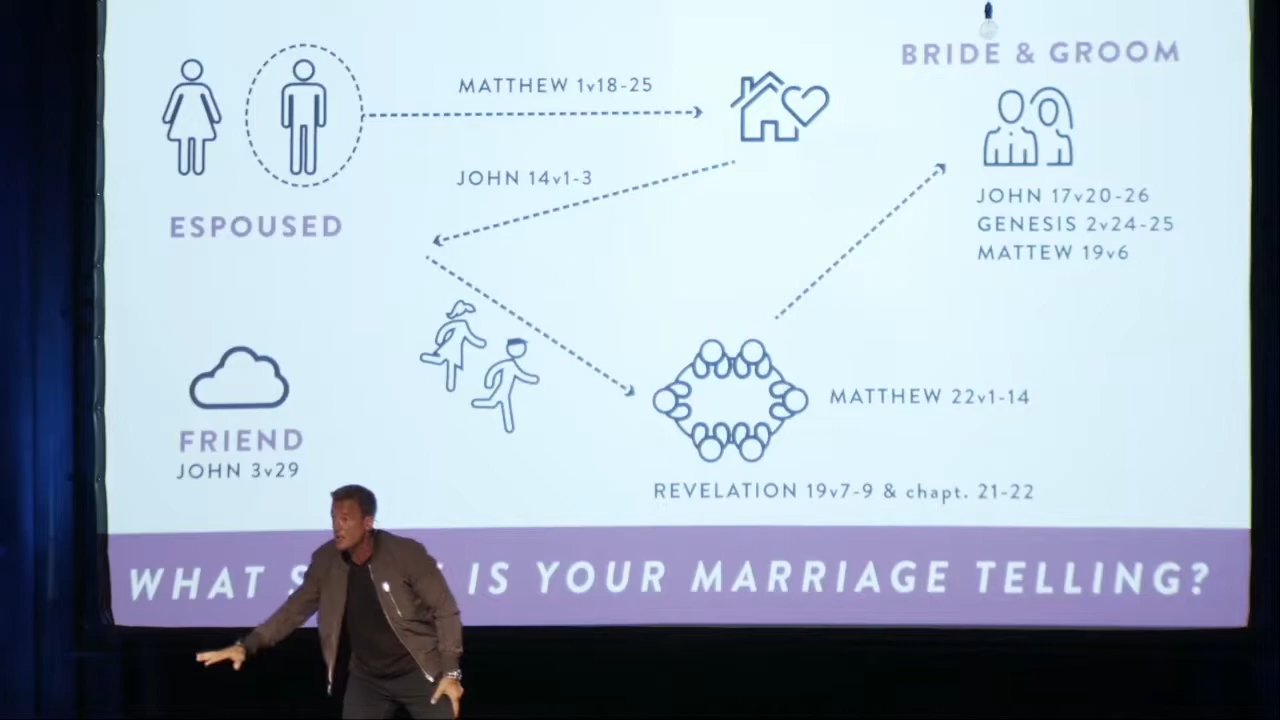 BRIDE & GROOM
MATTHEW 1v18-25
JOHN 14v1-3
ESPOUSED
JOHN 17v20-26
GENESIS 2v24-25
MATTEW 19v6
FRIEND
JOHN 3v29
MATTHEW 22v1-14
REVELATION 19v7-9 & chapt. 21-22
WHAT IS YOUR MARRIAGE TELLING?